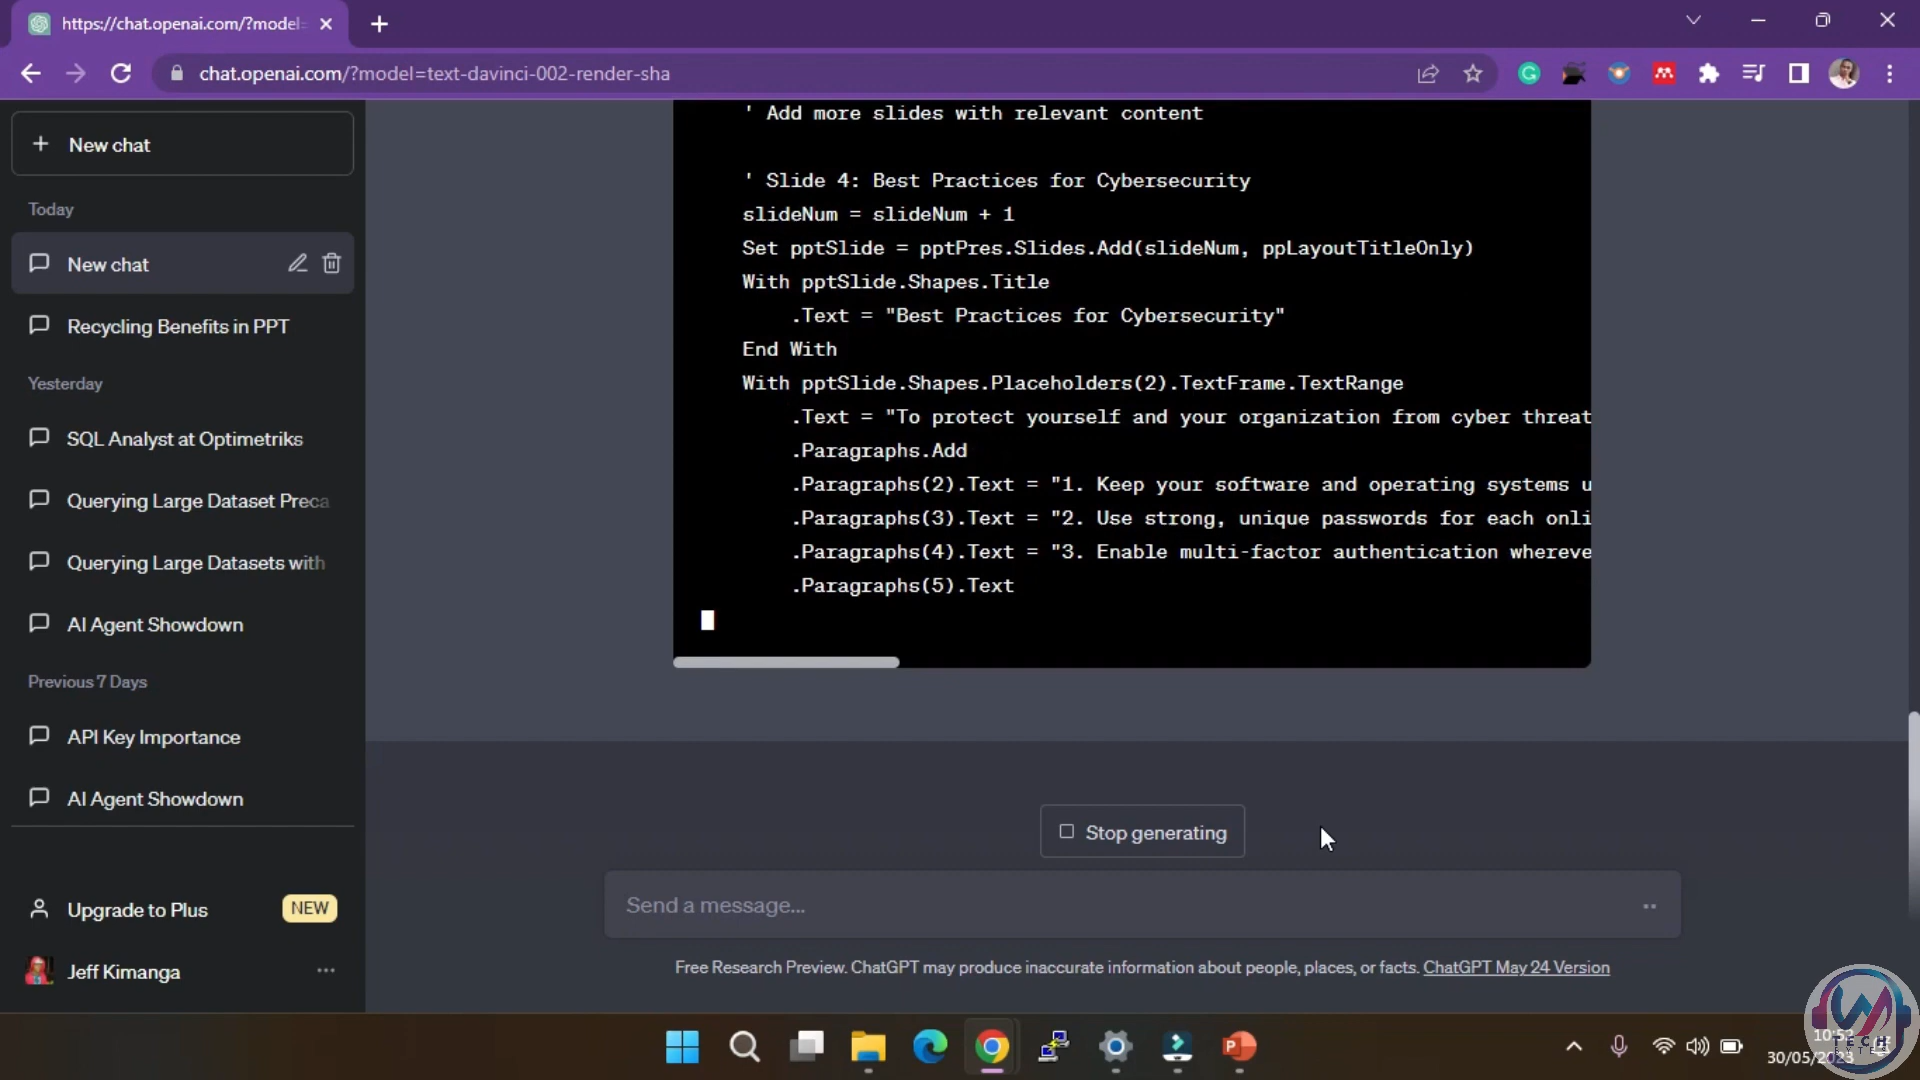 https://chat.openai.com/?model=
chat.openai.com/?model=text-davinci-002-render-sha
New chat
Today
New chat
Recycling Benefits in PPT
Yesterday
SQL Analyst at Optimetriks
Querying Large Dataset Preca
Querying Large Datasets with
AI Agent Showdown
Previous 7 Days
API Key Importance
AI Agent Showdown
Upgrade to Plus NEW
Jeff Kimanga
' Add more slides with relevant content
' Slide 4: Best Practices for Cybersecurity
slideNum = slideNum + 1
Set pptSlide = pptPres.Slides.Add(slideNum, ppLayoutTitleOnly)
With pptSlide.Shapes.Title
.Text = "Best Practices for Cybersecurity"
End With
With pptSlide.Shapes.Placeholders(2).TextFrame.TextRange
.Text = "To protect yourself and your organization from cyber threat
.Paragraphs.Add
.Paragraphs(2).Text = "1. Keep your software and operating systems u
.Paragraphs(3).Text = "2. Use strong, unique passwords for each onli
.Paragraphs(4).Text = "3. Enable multi-factor authentication whereve
.Paragraphs(5).Text
Stop generating
Send a message...
Free Research Preview. ChatGPT may produce inaccurate information about people, places, or facts. ChatGPT May 24 Version
10:52
30/05/2023
TECH